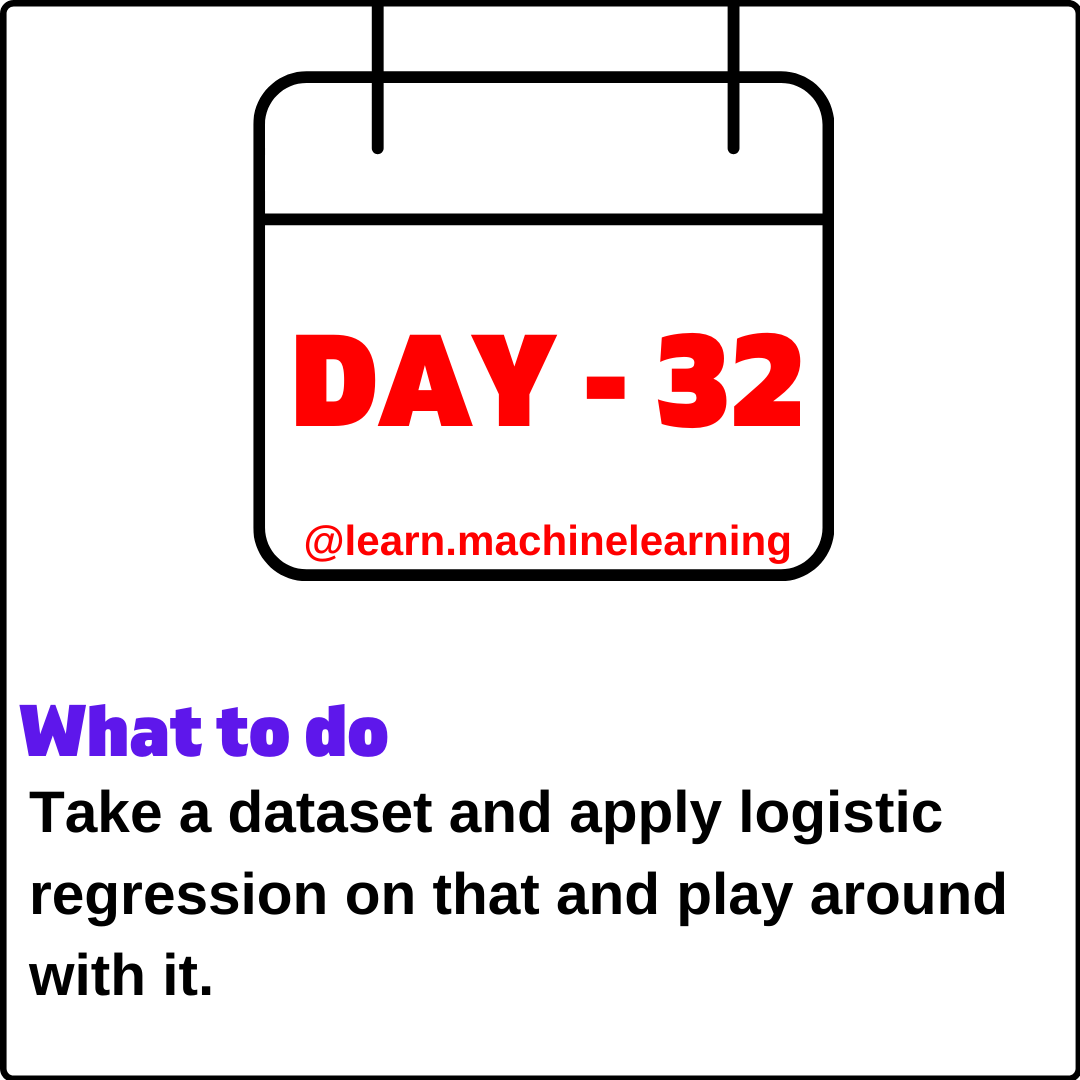 DAY - 32
@learn.machinelearning
What to do
Take a dataset and apply logistic
regression on that and play around
with it.